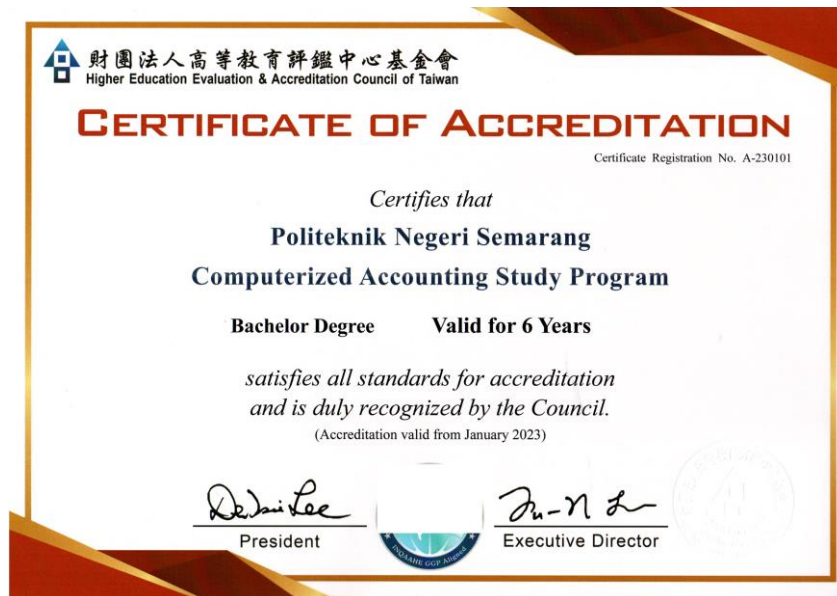 財團法人高等教育評鑑中心基金會
Higher Education Evaluation & Accreditation Council of Taiwan
CERTIFICATE OF ACCREDITATION
Certificate Registration No. A-230101
Certifies that
Politeknik Negeri Semarang
Computerized Accounting Study Program
Bachelor Degree Valid for 6 Years
satisfies all standards for accreditation
and is duly recognized by the Council.
(Accreditation valid from January 2023)
President
INQAAHE GGP Aligned
Executive Director